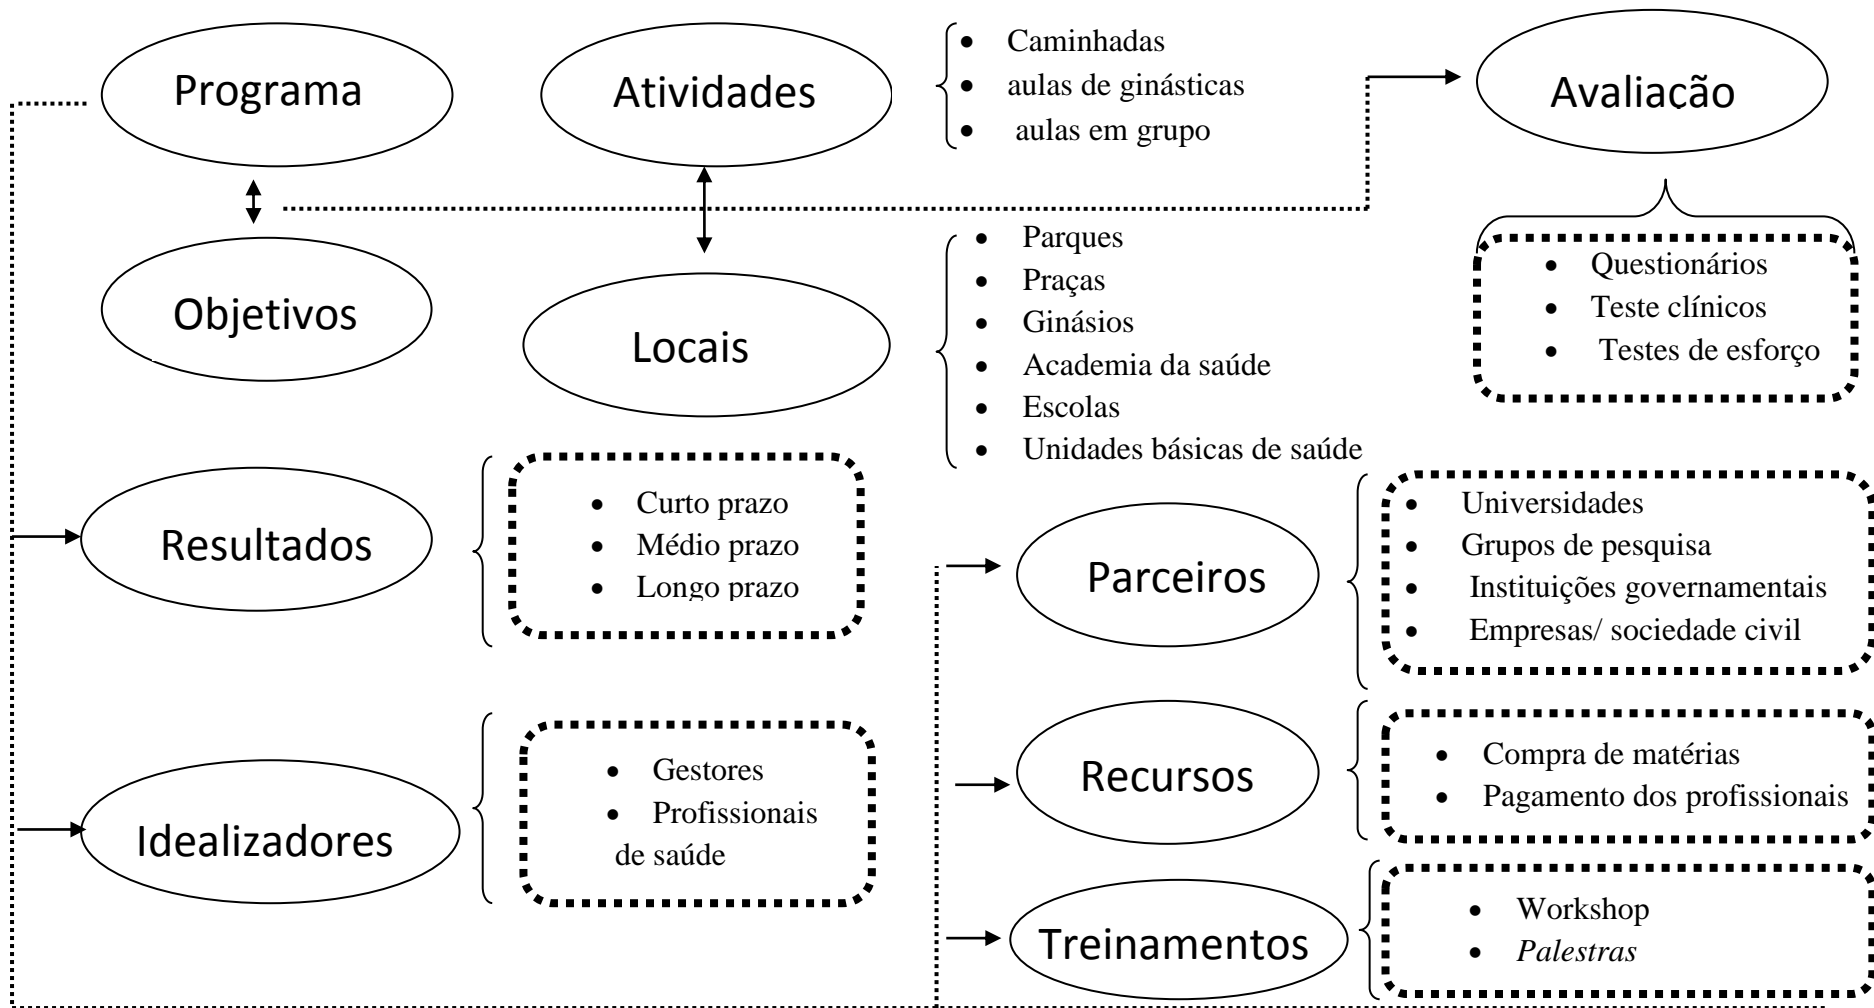 Programa
Atividades
• Caminhadas
• aulas de ginásticas
• aulas em grupo
Avaliação
Objetivos
Locais
• Parques
• Praças
• Ginásios
• Academia da saúde
• Escolas
• Unidades básicas de saúde
• Questionários
• Teste clínicos
• Testes de esforço
Resultados
• Curto prazo
• Médio prazo
• Longo prazo
Parceiros
• Universidades
• Grupos de pesquisa
• Instituições governamentais
• Empresas/ sociedade civil
Idealizadores
• Gestores
• Profissionais
de saúde
Recursos
• Compra de matérias
• Pagamento dos profissionais
Treinamentos
• Workshop
• Palestras